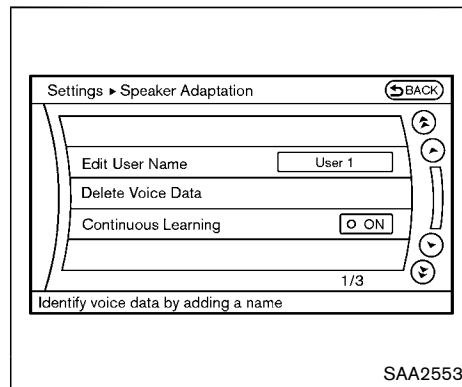 Settings ▸ Speaker Adaptation
BACK
Edit User Name
User 1
Delete Voice Data
Continuous Learning
ON
1/3
Identify voice data by adding a name
SAA2553